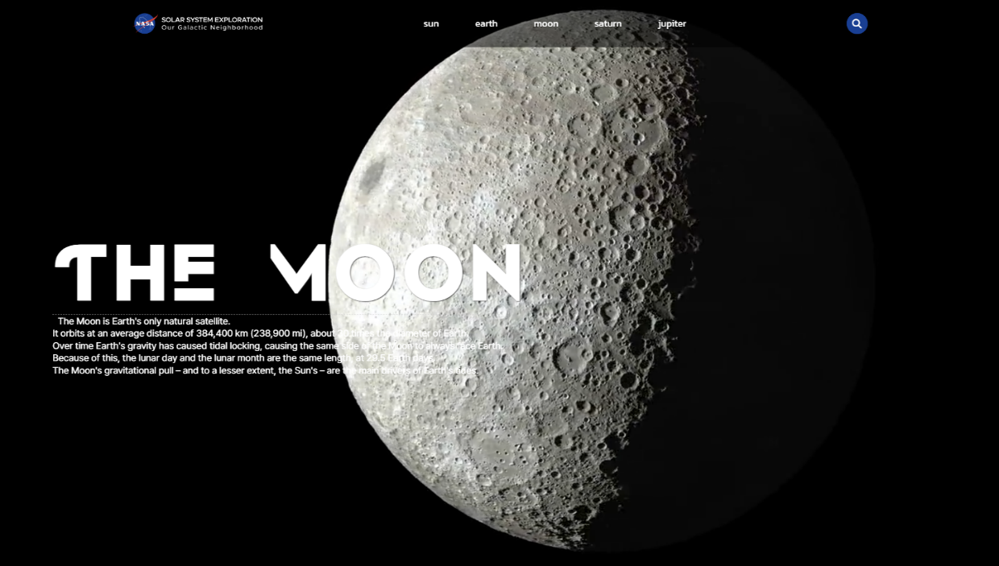 NASA
SOLAR SYSTEM EXPLORATION
Our Galactic Neighborhood
sun earth moon saturn jupiter
THE MOON
The Moon is Earth's only natural satellite.
It orbits at an average distance of 384,400 km (238,900 mi), about 30 times the diameter of Earth.
Over time Earth's gravity has caused tidal locking, causing the same side of the Moon to always face Earth.
Because of this, the lunar day and the lunar month are the same length, at 29.5 Earth days.
The Moon's gravitational pull – and to a lesser extent, the Sun's – are the main drivers of Earth's tides.